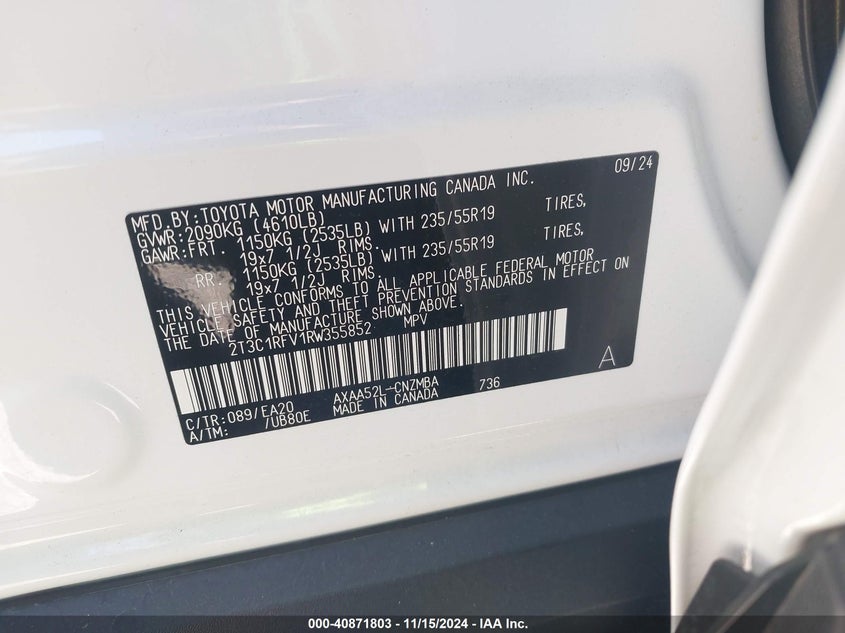 09/24
MFD.BY:TOYOTA MOTOR MANUFACTURING CANADA INC.
GVWR:2090KG (4610LB)
GAWR:FRT 1150KG (2535LB) WITH 235/55R19 TIRES,
19x7 1/2J RIMS.
RR. 1150KG (2535LB) WITH 235/55R19 TIRES,
19x7 1/2J RIMS.
THIS VEHICLE CONFORMS TO ALL APPLICABLE FEDERAL MOTOR
VEHICLE SAFETY AND THEFT PREVENTION STANDARDS IN EFFECT ON
THE DATE OF MANUFACTURE SHOWN ABOVE.
2T3C1RFV1RW355852 MPV
A
C/TR:089/EA20 AXAA52L-CNZMBA 736
A/TM: /UB80E MADE IN CANADA
000-40871803 - 11/15/2024 - IAA Inc.